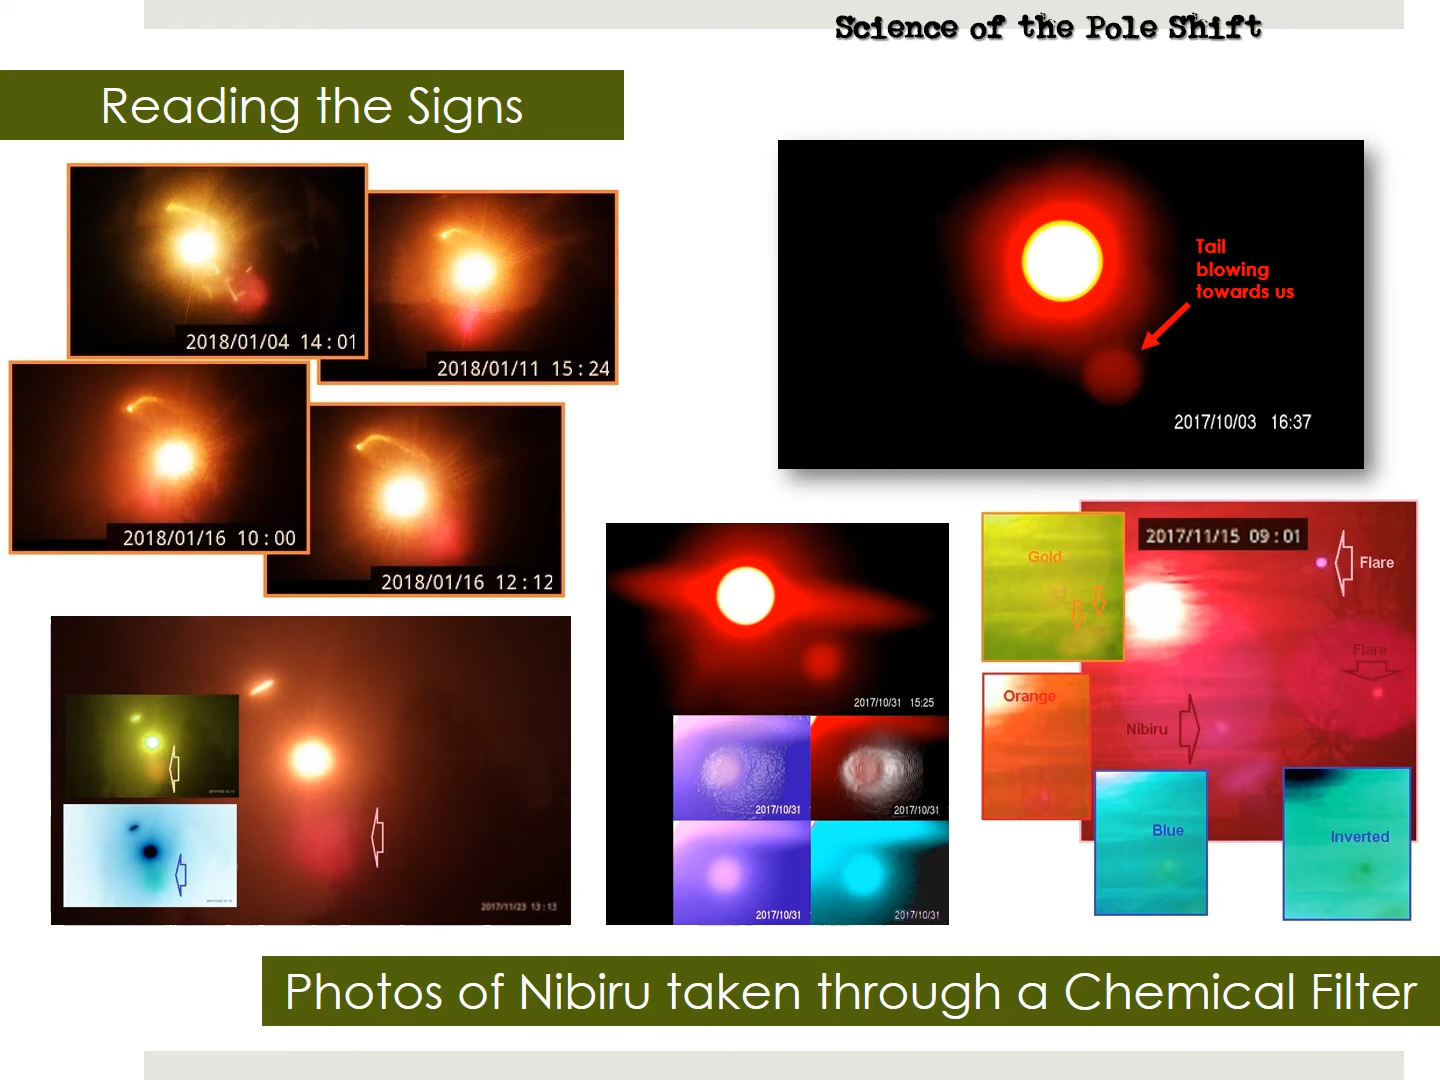 Science of the Pole Shift
Reading the Signs
2018/01/04 14:01
2018/01/11 15:24
2018/01/16 10:00
2018/01/16 12:12
Tail
blowing
towards us
2017/10/03 16:37
2017/11/23 13:13
2017/10/31 15:25
2017/10/31
2017/10/31
2017/10/31
2017/10/31
Gold
2017/11/15 09:01
Flare
Flare
Orange
Nibiru
Blue
Inverted
Photos of Nibiru taken through a Chemical Filter